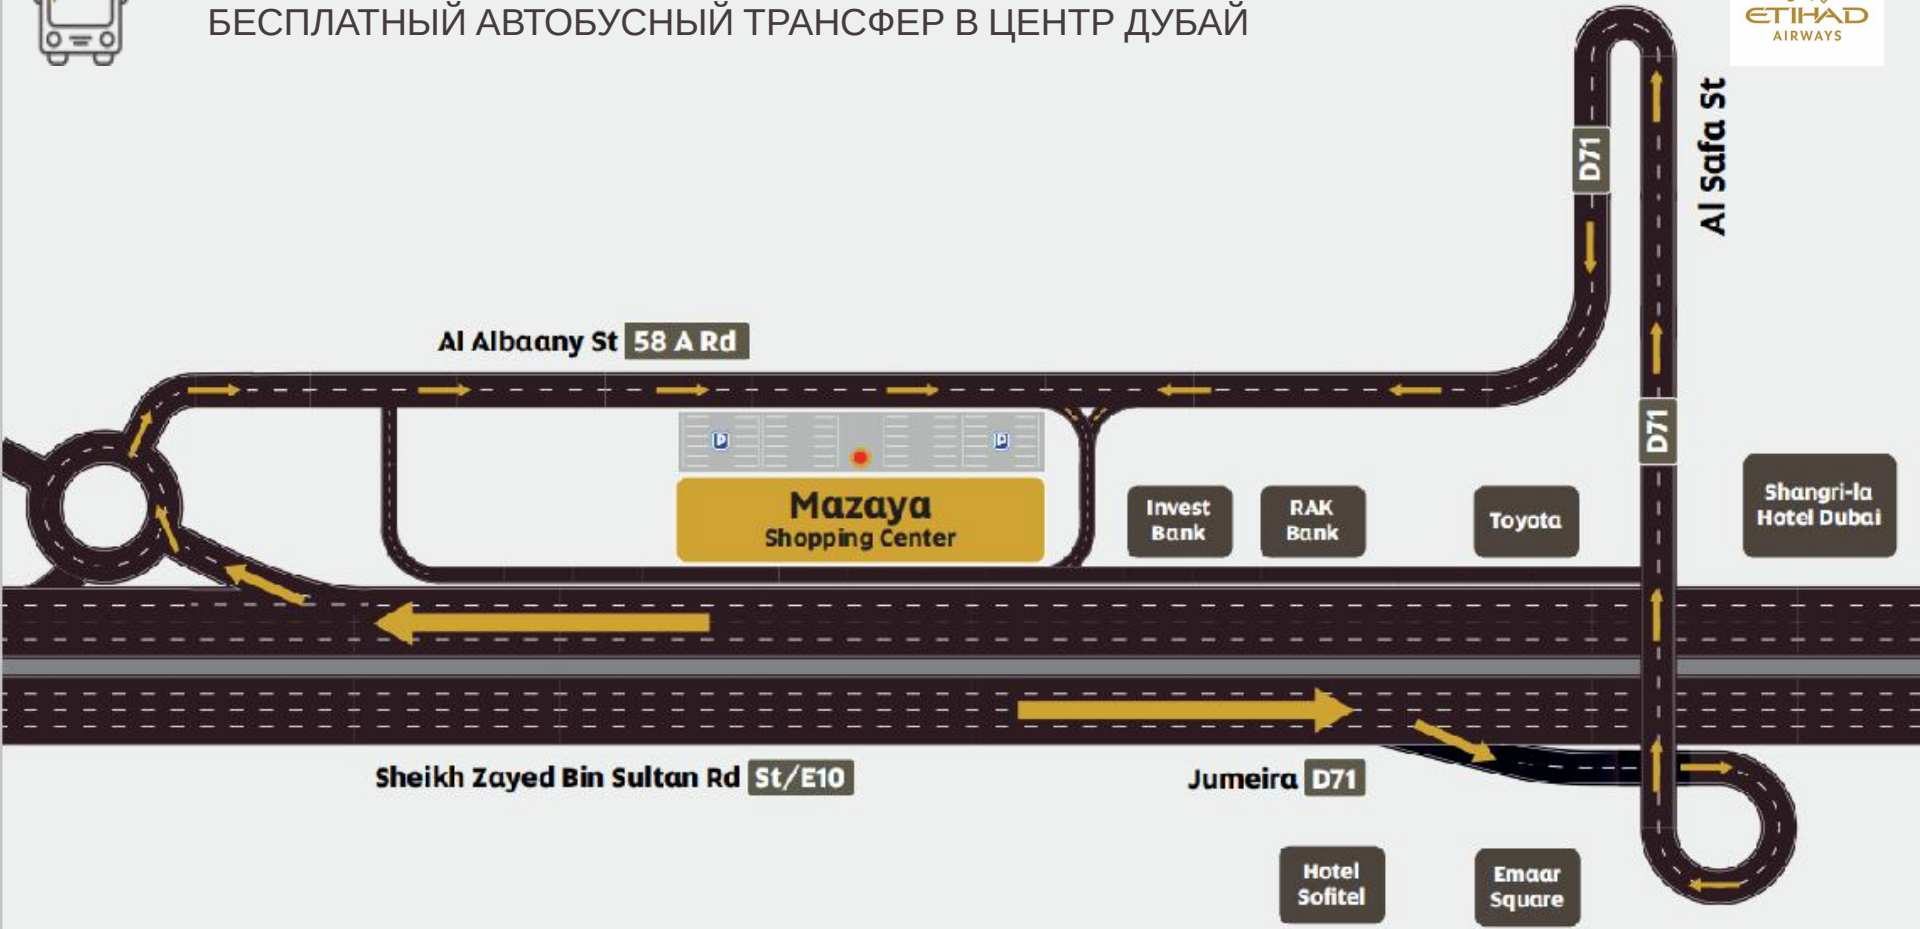 БЕСПЛАТНЫЙ АВТОБУСНЫЙ ТРАНСФЕР В ЦЕНТР ДУБАЙ
ETIHAD
AIRWAYS
D71
Al Safa St
Al Albaany St 58 A Rd
D71
P
P
Mazaya
Shopping Center
Invest
Bank
RAK
Bank
Toyota
Shangri-la
Hotel Dubai
Sheikh Zayed Bin Sultan Rd St/E10
Jumeira D71
Hotel
Sofitel
Emaar
Square